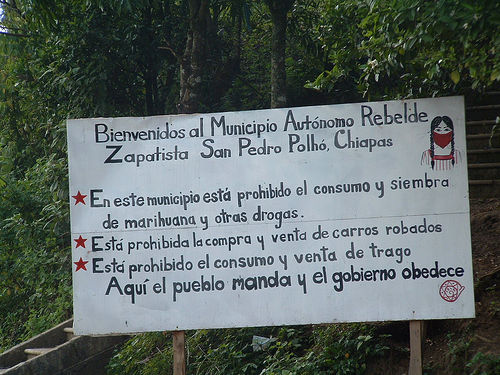 Bienvenidos al Municipio Autónomo Rebelde
Zapatista San Pedro Polhó, Chiapas
En este municipio está prohibido el consumo y siembra
de marihuana y otras drogas.
Está prohibida la compra y venta de carros robados
Está prohibido el consumo y venta de trago
Aquí el pueblo manda y el gobierno obedece